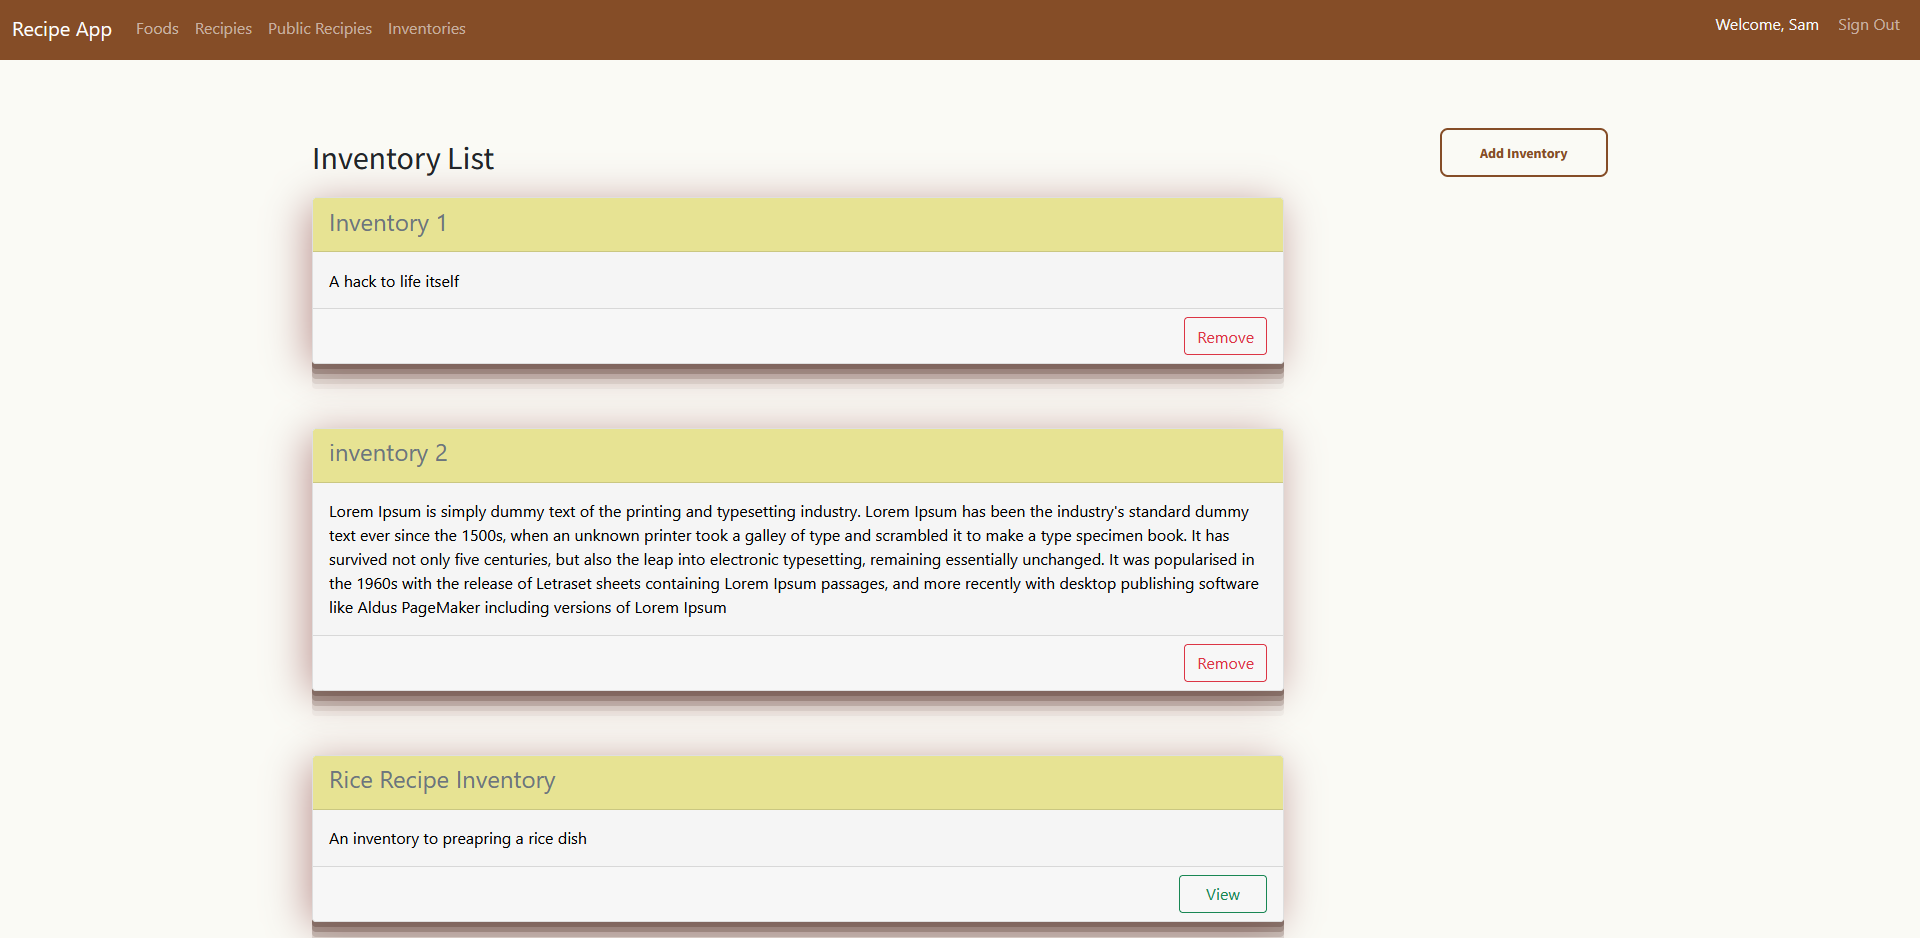 Recipe App Foods Recipies Public Recipies Inventories Welcome, Sam Sign Out
Inventory List
Add Inventory
Inventory 1
A hack to life itself
Remove
inventory 2
Lorem Ipsum is simply dummy text of the printing and typesetting industry. Lorem Ipsum has been the industry's standard dummy
text ever since the 1500s, when an unknown printer took a galley of type and scrambled it to make a type specimen book. It has
survived not only five centuries, but also the leap into electronic typesetting, remaining essentially unchanged. It was popularised in
the 1960s with the release of Letraset sheets containing Lorem Ipsum passages, and more recently with desktop publishing software
like Aldus PageMaker including versions of Lorem Ipsum
Remove
Rice Recipe Inventory
An inventory to preapring a rice dish
View